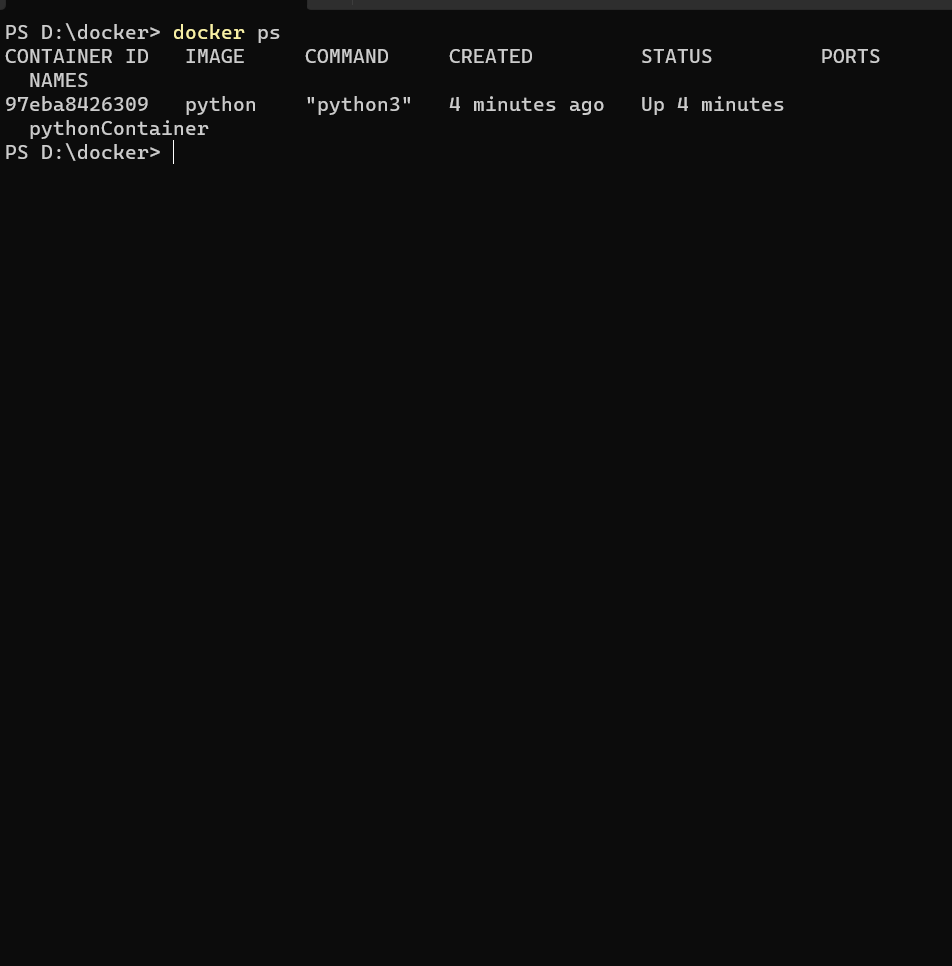 PS D:\docker> docker ps
CONTAINER ID   IMAGE     COMMAND     CREATED         STATUS         PORTS
  NAMES
97eba8426309   python    "python3"   4 minutes ago   Up 4 minutes
  pythonContainer
PS D:\docker>